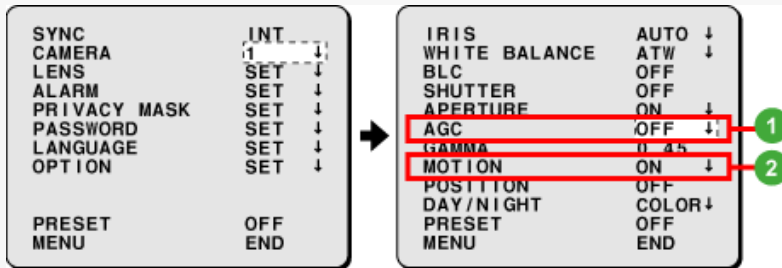 SYNC INT
CAMERA 1 ↓
LENS SET ↓
ALARM SET ↓
PRIVACY MASK SET ↓
PASSWORD SET ↓
LANGUAGE SET ↓
OPTION SET ↓
PRESET OFF
MENU END
IRIS AUTO ↓
WHITE BALANCE ATW ↓
BLC OFF
SHUTTER OFF
APERTURE ON ↓
AGC OFF ↓ 1
GAMMA 0.45
MOTION ON ↓ 2
POSITION OFF
DAY/NIGHT COLOR↓
PRESET OFF
MENU END